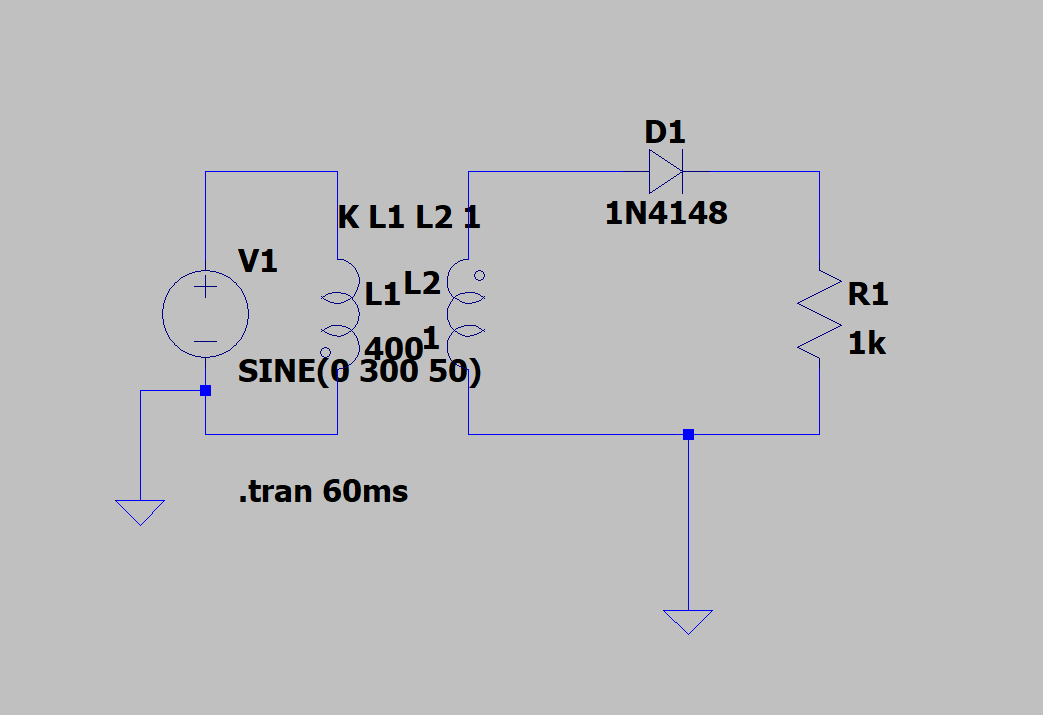 D1
1N4148
K L1 L2 1
V1
L1
L2
400
1
SINE(0 300 50)
R1
1k
.tran 60ms